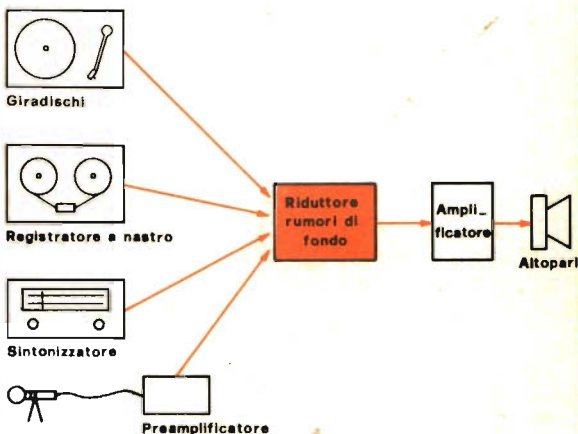 Giradischi
Registratore a nastro
Riduttore
rumori di
fondo
Ampli_
ficatore
Altoparl
Sintonizzatore
Preamplificatore